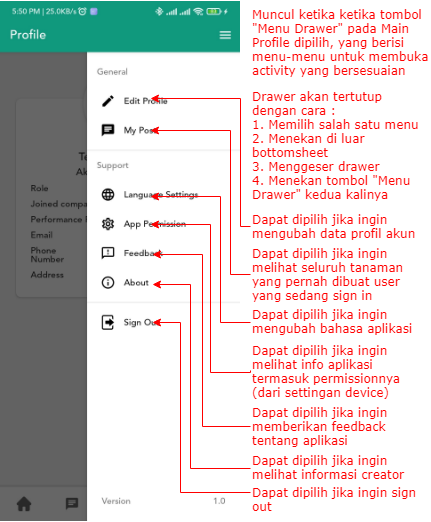 5:50 PM | 25.0KB/s
Profile
General
Edit Profile
My Post
Support
Language Settings
App Permission
Feedback
About
Sign Out
Version 1.0
Role
Joined
Performance
Email
Phone
Number
Address
Muncul ketika ketika tombol
"Menu Drawer" pada Main
Profile dipilih, yang berisi
menu-menu untuk membuka
activity yang bersesuaian
Drawer akan tertutup
dengan cara :
1. Memilih salah satu menu
2. Menekan di luar
bottomsheet
3. Menggeser drawer
4. Menekan tombol "Menu
Drawer" kedua kalinya
Dapat dipilih jika ingin
mengubah data profil akun
Dapat dipilih jika ingin
melihat seluruh tanaman
yang pernah dibuat user
yang sedang sign in
Dapat dipilih jika ingin
mengubah bahasa aplikasi
Dapat dipilih jika ingin
melihat info aplikasi
termasuk permissionnya
(dari settingan device)
Dapat dipilih jika ingin
memberikan feedback
tentang aplikasi
Dapat dipilih jika ingin
melihat informasi creator
Dapat dipilih jika ingin sign
out